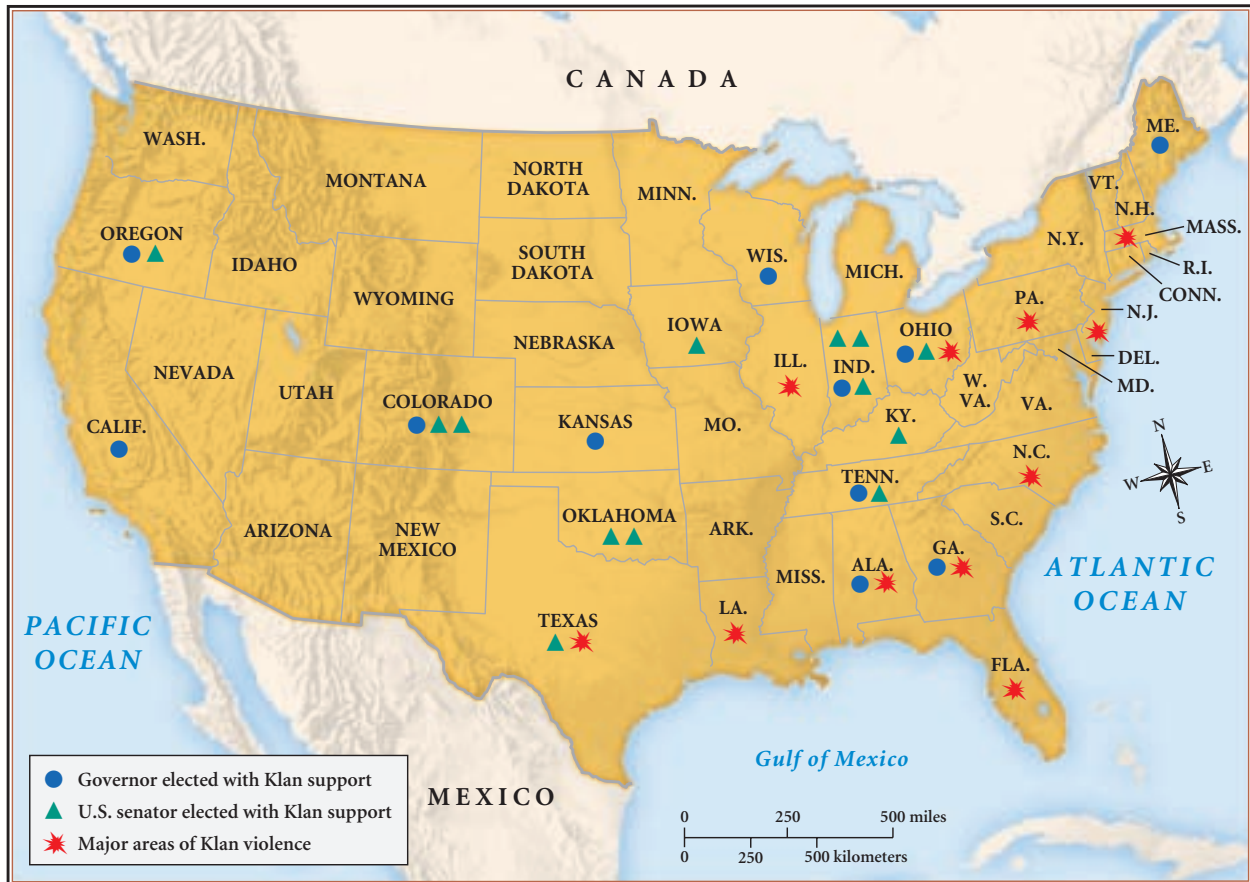 CANADA
WASH.
MONTANA
NORTH
DAKOTA
MINN.
ME.
VT.
N.H.
MASS.
N.Y.
R.I.
CONN.
OREGON
IDAHO
SOUTH
DAKOTA
WIS.
MICH.
WYOMING
PA.
N.J.
IOWA
NEBRASKA
OHIO
DEL.
MD.
NEVADA
UTAH
ILL.
IND.
W.
VA.
VA.
COLORADO
KANSAS
MO.
KY.
CALIF.
N.C.
TENN.
N
W
E
S
ARIZONA
NEW
MEXICO
OKLAHOMA
ARK.
S.C.
MISS.
ALA.
GA.
ATLANTIC
OCEAN
PACIFIC
OCEAN
TEXAS
LA.
FLA.
Gulf of Mexico
MEXICO
Governor elected with Klan support
U.S. senator elected with Klan support
Major areas of Klan violence
0 250 500 miles
0 250 500 kilometers